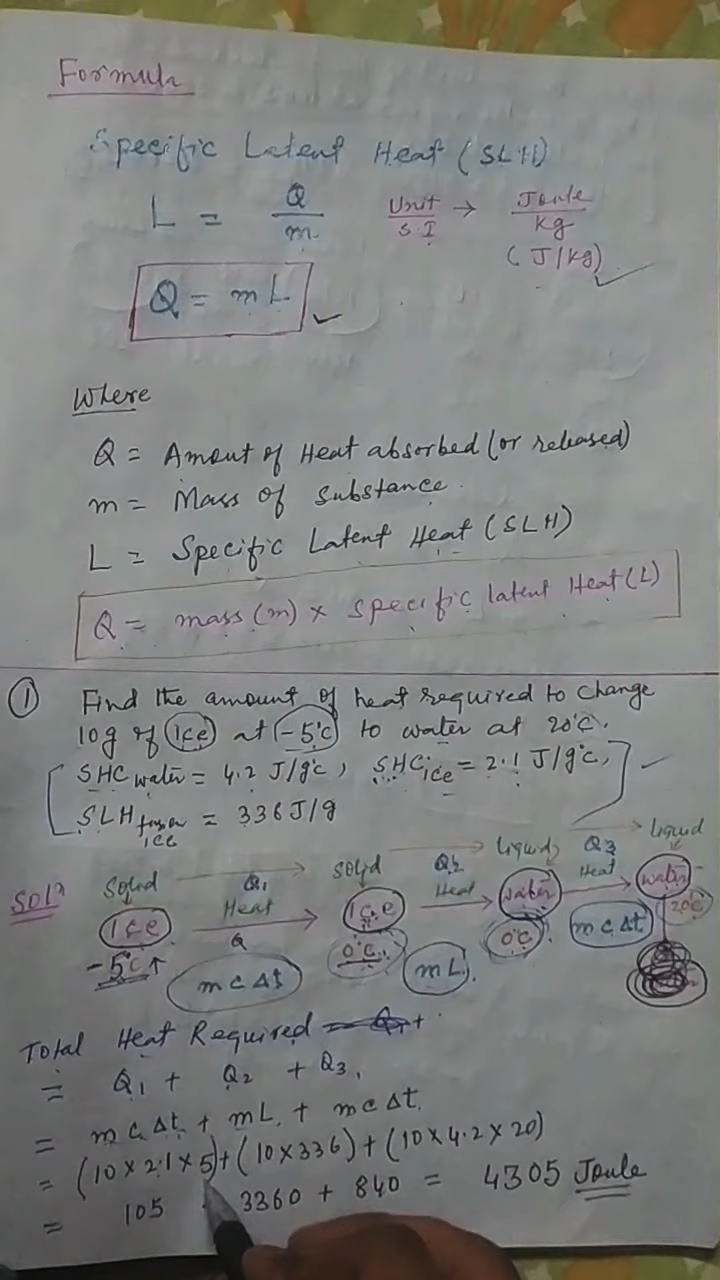 Formula
Specific Latent Heat (SLH)
L = Q/m Unit/S.I → Joule/Kg
(J/Kg)
Q = mL
Where
Q = Amount of Heat absorbed (or released)
m = Mass of Substance.
L = Specific Latent Heat (SLH)
Q = mass (m) × specific latent Heat (L)
① Find the amount of heat required to change
10g of Ice at -5°C to water at 20°C.
[SHC water = 4.2 J/g°C, SHC ice = 2.1 J/g°C,
SLH fusion ice = 336 J/g]
Solⁿ Solid Q₁ Solid Q₂ liquid, Q₃ liquid
Ice Heat Ice Heat water Heat water
Q
-5°C↑ 0°C 0°C 20°C
mcΔt mL mcΔt
Total Heat Required
= Q₁ + Q₂ + Q₃
= mcΔt + mL + mcΔt
= (10×2.1×5)+(10×336)+(10×4.2×20)
= 105 3360 + 840 = 4305 Joule